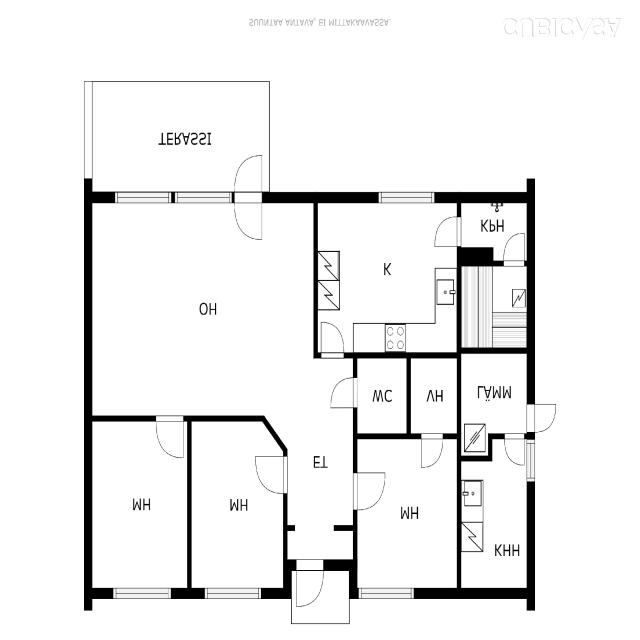 SUUNTAA ANTAVA, EI MITTAKAAVASSA.
CUBICASA
TERASSI
KPH
K
OH
WC
VH
LÄMM
ET
MH
MH
MH
KHH